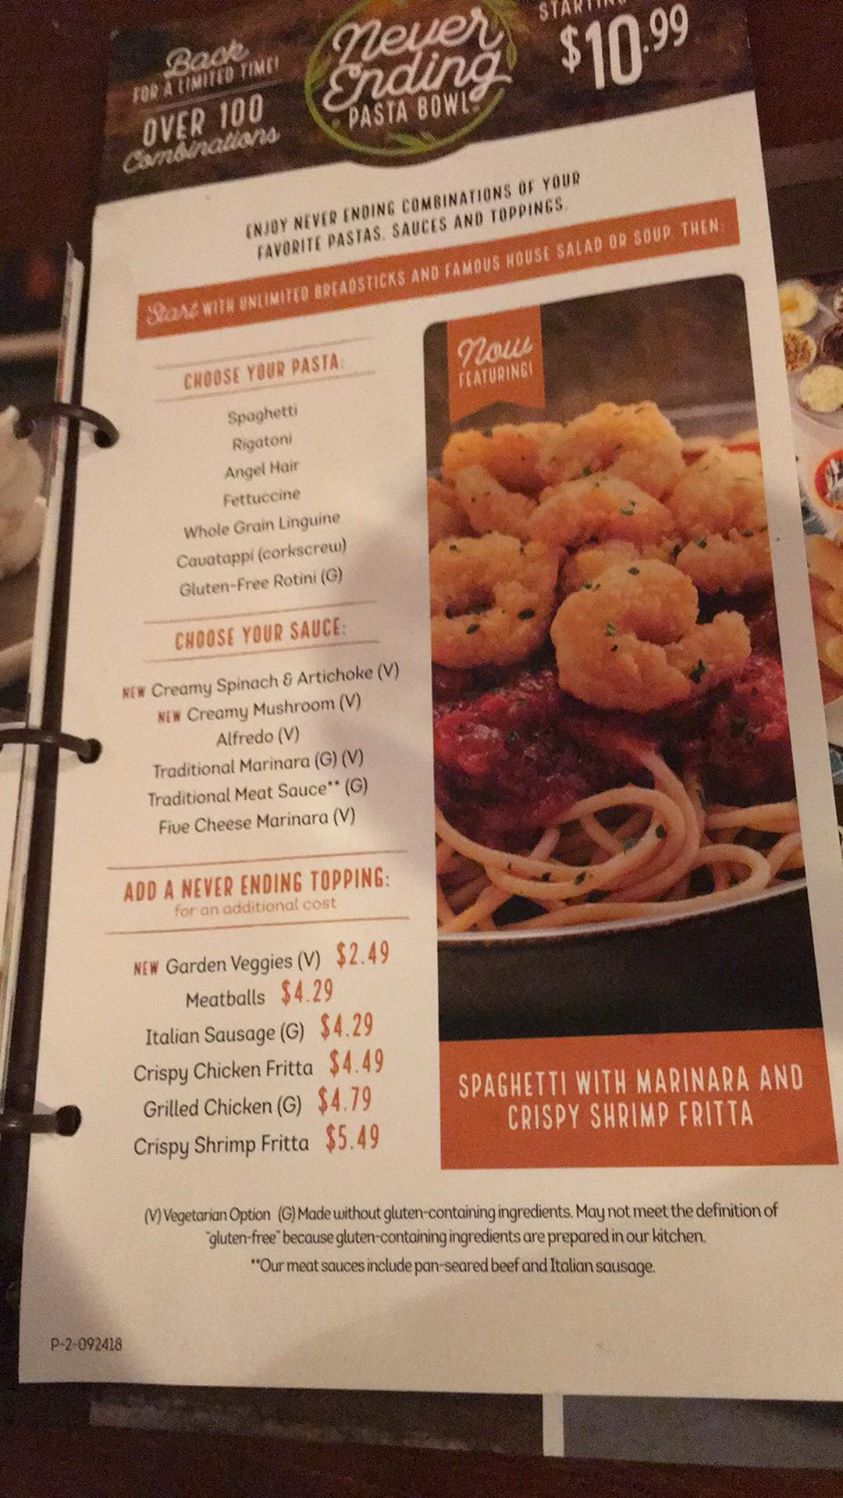 Back
FOR A LIMITED TIME!
OVER 100
Combinations
Never
Ending
PASTA BOWL
$10.99
ENJOY NEVER ENDING COMBINATIONS OF YOUR
FAVORITE PASTAS, SAUCES AND TOPPINGS.
Start WITH UNLIMITED BREADSTICKS AND FAMOUS HOUSE SALAD OR SOUP. THEN:
CHOOSE YOUR PASTA:
Spaghetti
Rigatoni
Angel Hair
Fettuccine
Whole Grain Linguine
Cavatappi (corkscrew)
Gluten-Free Rotini (G)
CHOOSE YOUR SAUCE:
NEW Creamy Spinach & Artichoke (V)
NEW Creamy Mushroom (V)
Alfredo (V)
Traditional Marinara (G) (V)
Traditional Meat Sauce** (G)
Five Cheese Marinara (V)
ADD A NEVER ENDING TOPPING:
for an additional cost
NEW Garden Veggies (V) $2.49
Meatballs $4.29
Italian Sausage (G) $4.29
Crispy Chicken Fritta $4.49
Grilled Chicken (G) $4.79
Crispy Shrimp Fritta $5.49
Now
FEATURING!
SPAGHETTI WITH MARINARA AND
CRISPY SHRIMP FRITTA
(V) Vegetarian Option (G) Made without gluten-containing ingredients. May not meet the definition of
"gluten-free" because gluten-containing ingredients are prepared in our kitchen.
**Our meat sauces include pan-seared beef and Italian sausage.
P-2-092418